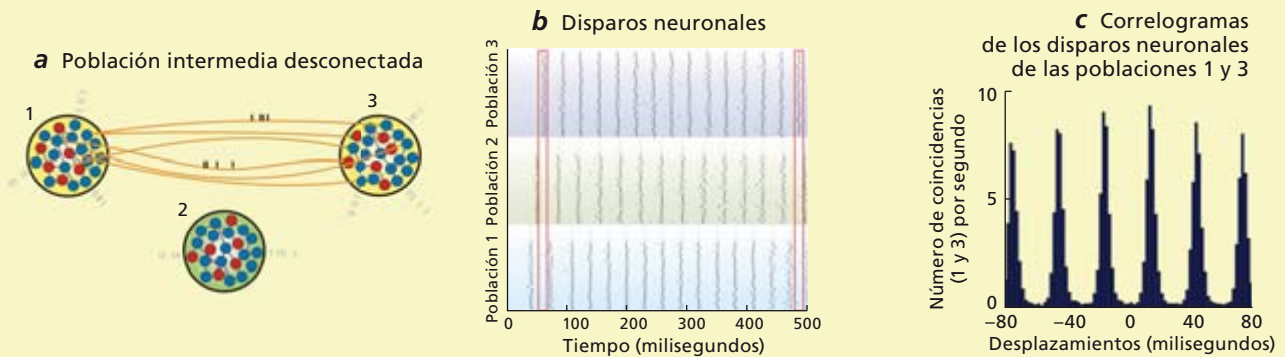 a Población intermedia desconectada
1
3
2
b Disparos neuronales
Población 3
Población 2
Población 1
0
100
200
300
400
500
Tiempo (milisegundos)
c Correlogramas
de los disparos neuronales
de las poblaciones 1 y 3
Número de coincidencias
(1 y 3) por segundo
10
5
0
−80
−40
0
40
80
Desplazamientos (milisegundos)